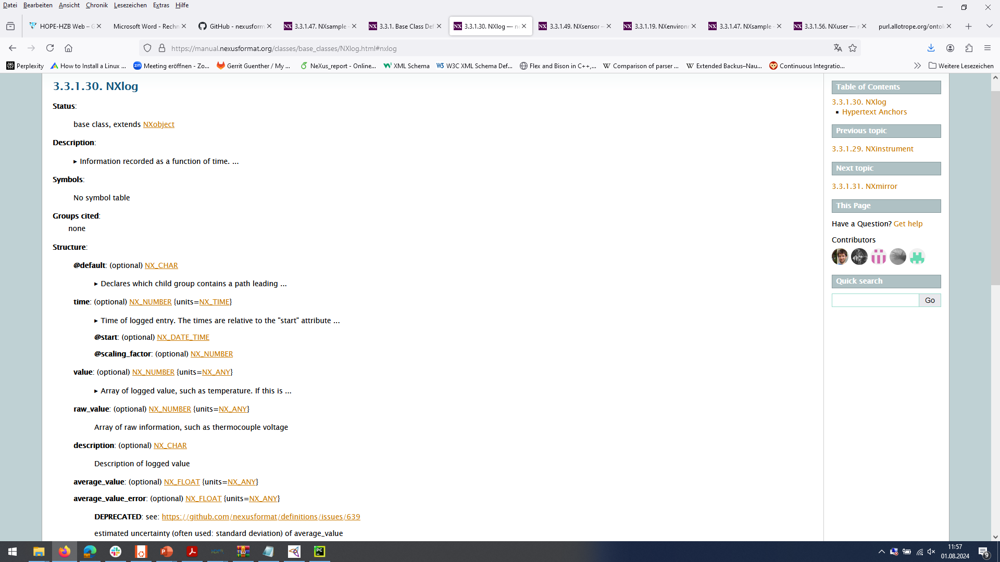 Datei Bearbeiten Ansicht Chronik Lesezeichen Extras Hilfe
HOPE-HZB Web – G Microsoft Word - Rechn GitHub - nexusform 3.3.1.47. NXsample - 3.3.1. Base Class Def 3.3.1.30. NXlog — ne 3.3.1.49. NXsensor — 3.3.1.19. NXenvironm 3.3.1.47. NXsample - 3.3.1.56. NXuser — n purl.allotrope.org/ontol
https://manual.nexusformat.org/classes/base_classes/NXlog.html#nxlog
Perplexity How to Install a Linux ... Meeting eröffnen - Zo... Gerrit Guenther / My ... NeXus_report - Online... XML Schema W3C XML Schema Def... Flex and Bison in C++,... Comparison of parser ... Extended Backus–Nau... Continuous Integratio... Weitere Lesezeichen
3.3.1.30. NXlog
Status:
base class, extends NXobject
Description:
▸ Information recorded as a function of time. ...
Symbols:
No symbol table
Groups cited:
none
Structure:
@default: (optional) NX_CHAR
▸ Declares which child group contains a path leading ...
time: (optional) NX_NUMBER {units=NX_TIME}
▸ Time of logged entry. The times are relative to the "start" attribute ...
@start: (optional) NX_DATE_TIME
@scaling_factor: (optional) NX_NUMBER
value: (optional) NX_NUMBER {units=NX_ANY}
▸ Array of logged value, such as temperature. If this is ...
raw_value: (optional) NX_NUMBER {units=NX_ANY}
Array of raw information, such as thermocouple voltage
description: (optional) NX_CHAR
Description of logged value
average_value: (optional) NX_FLOAT {units=NX_ANY}
average_value_error: (optional) NX_FLOAT {units=NX_ANY}
DEPRECATED: see: https://github.com/nexusformat/definitions/issues/639
estimated uncertainty (often used: standard deviation) of average_value
Table of Contents
3.3.1.30. NXlog
▪ Hypertext Anchors
Previous topic
3.3.1.29. NXinstrument
Next topic
3.3.1.31. NXmirror
This Page
Have a Question? Get help
Contributors
Quick search
Go
11:57
01.08.2024
9